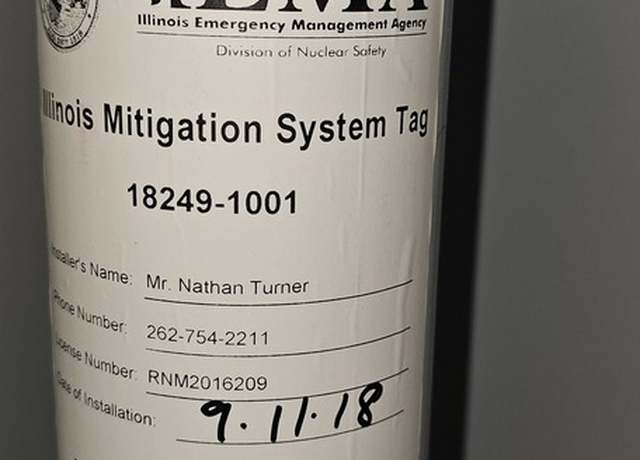 Illinois Emergency Management Agency
Division of Nuclear Safety
Illinois Mitigation System Tag
18249-1001
Installer's Name: Mr. Nathan Turner
Phone Number: 262-754-2211
License Number: RNM2016209
Date of Installation: 9.11.18